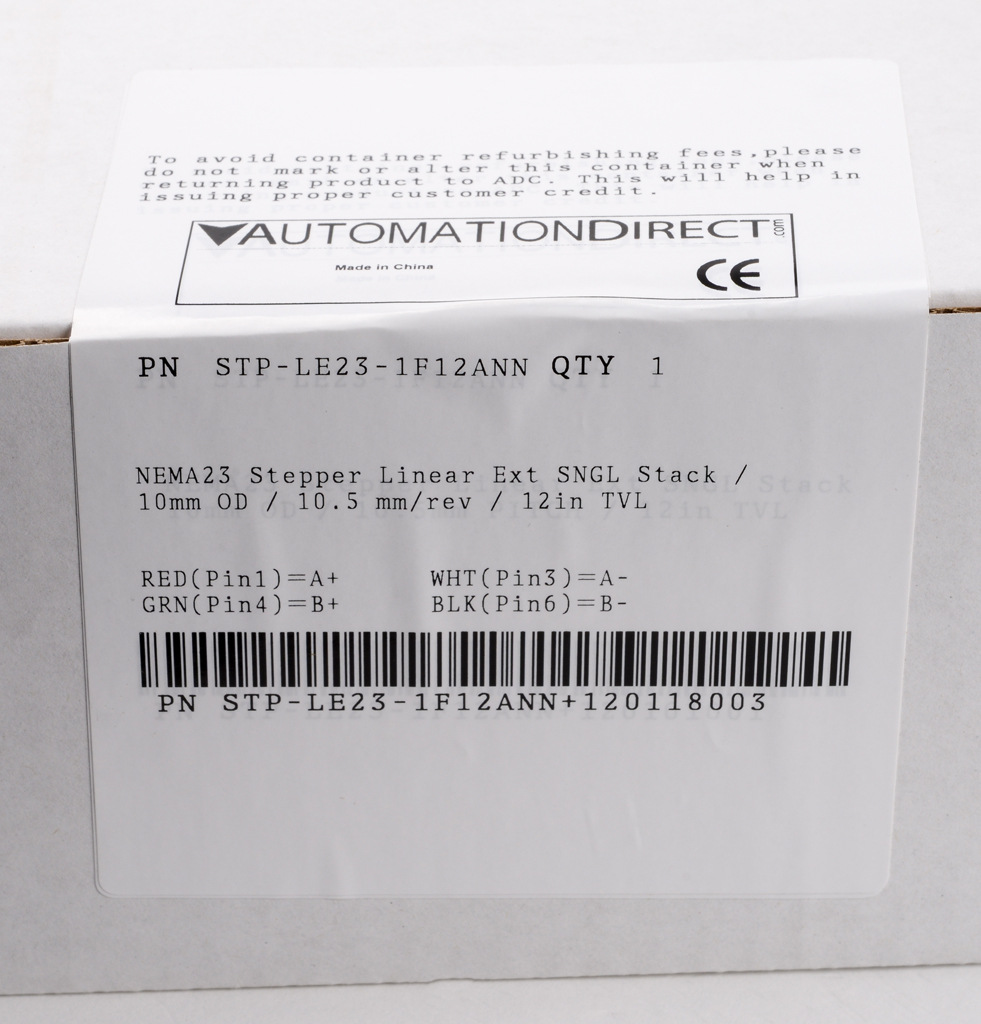 To avoid container refurbishing fees,please
do not mark or alter this container when
returning product to ADC. This will help in
issuing proper customer credit.
AUTOMATIONDIRECT.com
Made in China
CE
PN STP-LE23-1F12ANN QTY 1
NEMA23 Stepper Linear Ext SNGL Stack /
10mm OD / 10.5 mm/rev / 12in TVL
RED(Pin1)=A+ WHT(Pin3)=A-
GRN(Pin4)=B+ BLK(Pin6)=B-
PN STP-LE23-1F12ANN+120118003